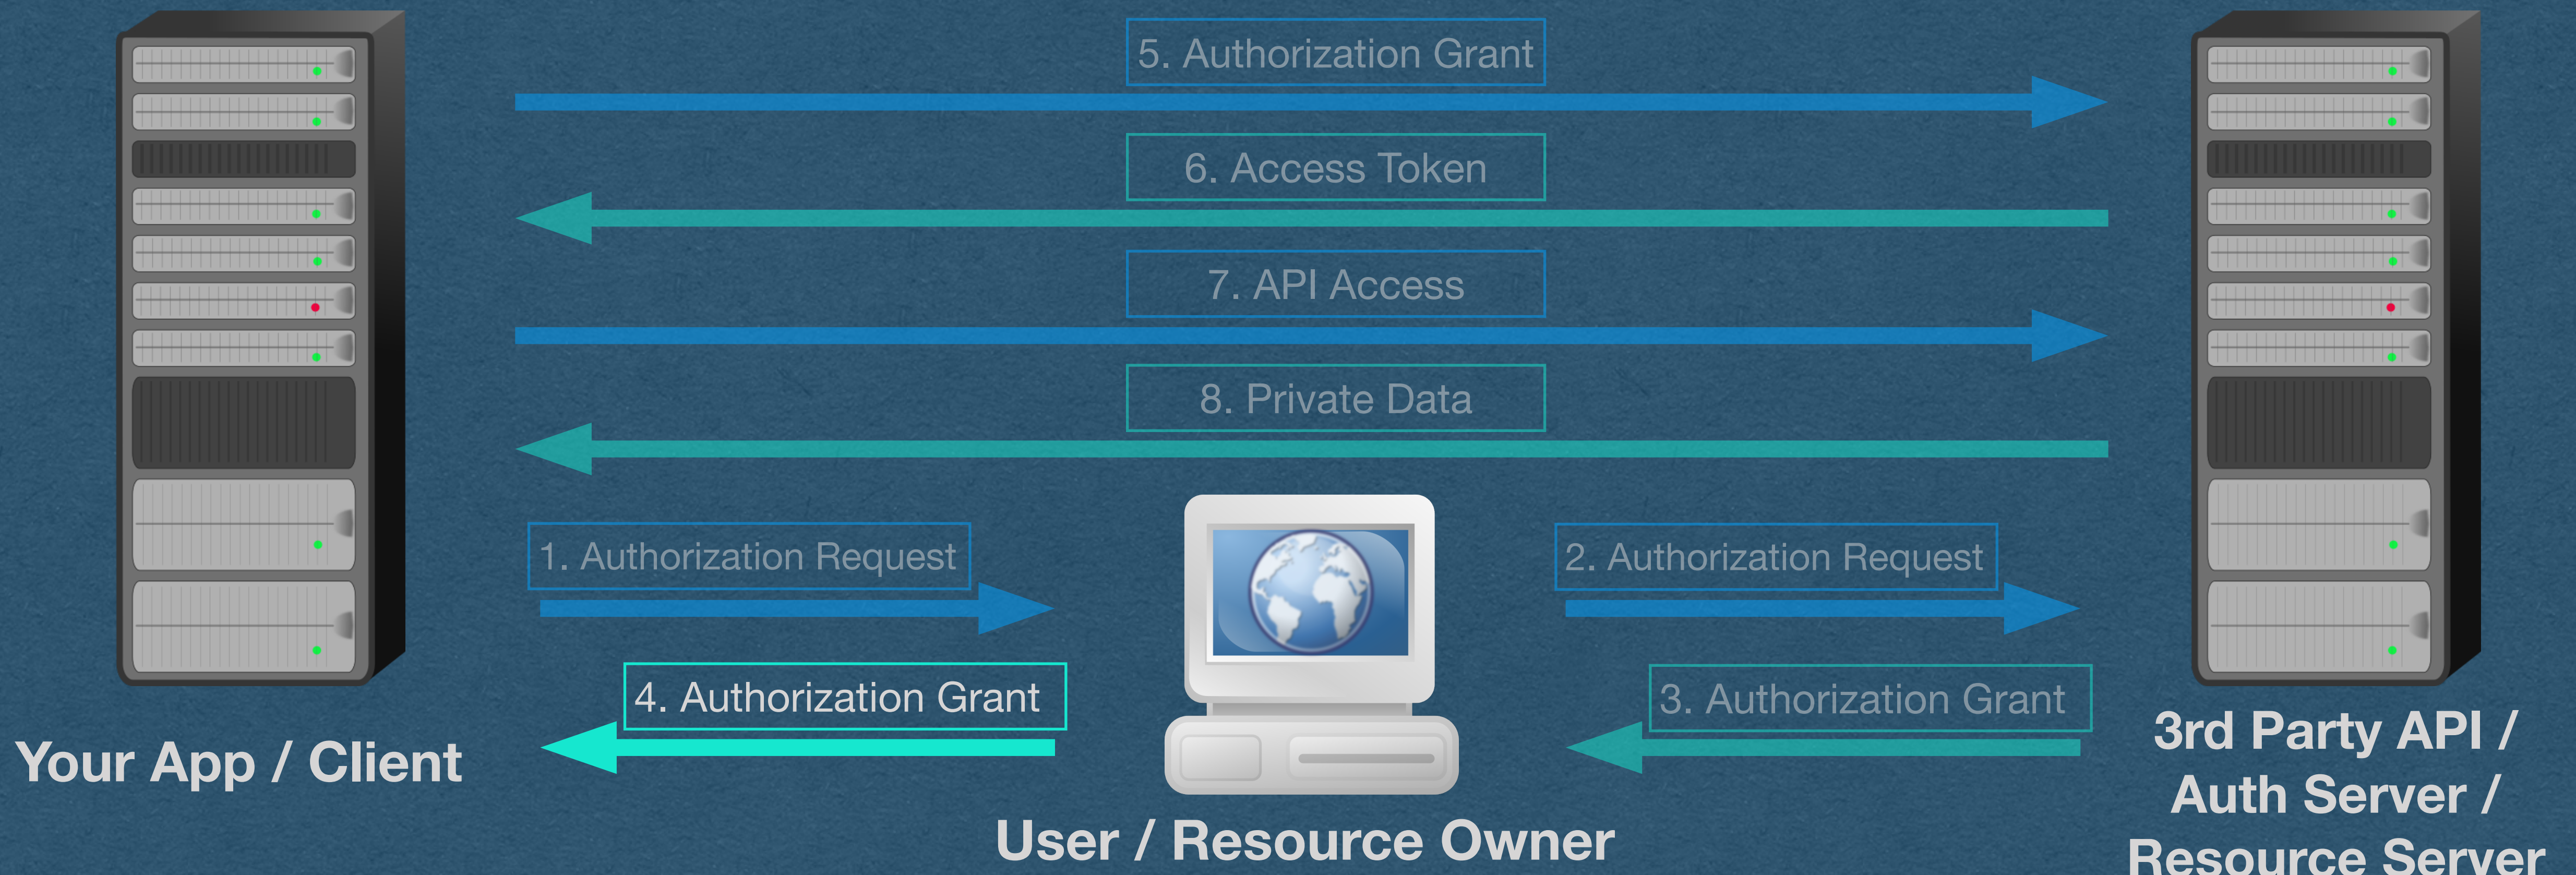 5. Authorization Grant
6. Access Token
7. API Access
8. Private Data
1. Authorization Request
2. Authorization Request
4. Authorization Grant
3. Authorization Grant
Your App / Client
User / Resource Owner
3rd Party API /
Auth Server /
Resource Server